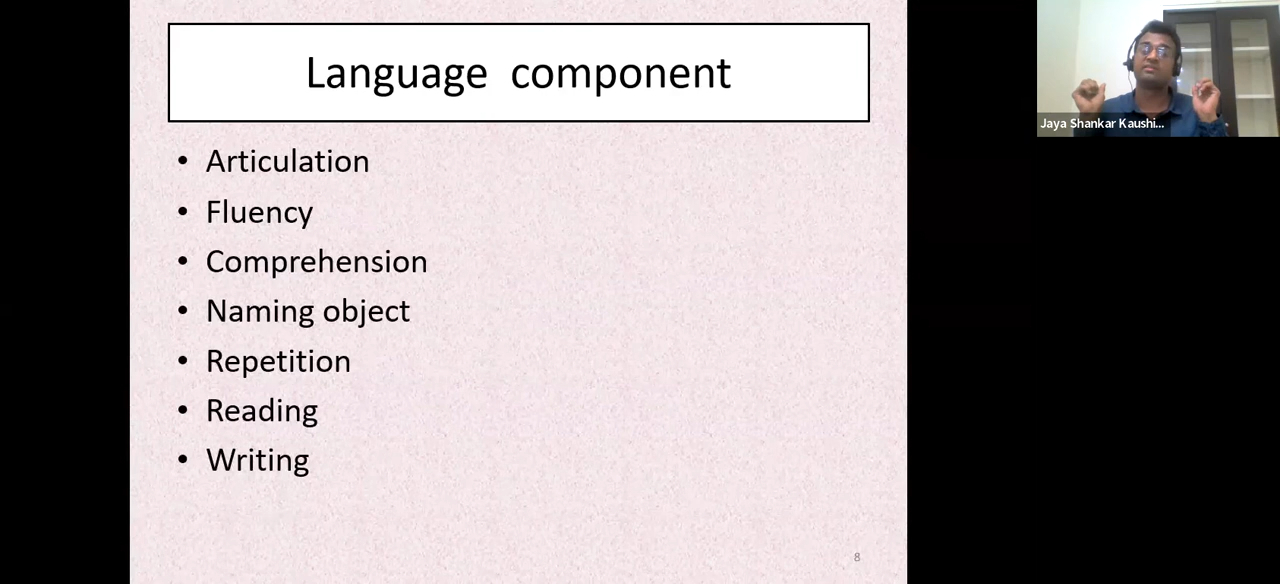 Language component
• Articulation
• Fluency
• Comprehension
• Naming object
• Repetition
• Reading
• Writing
8
Jaya Shankar Kaushi...